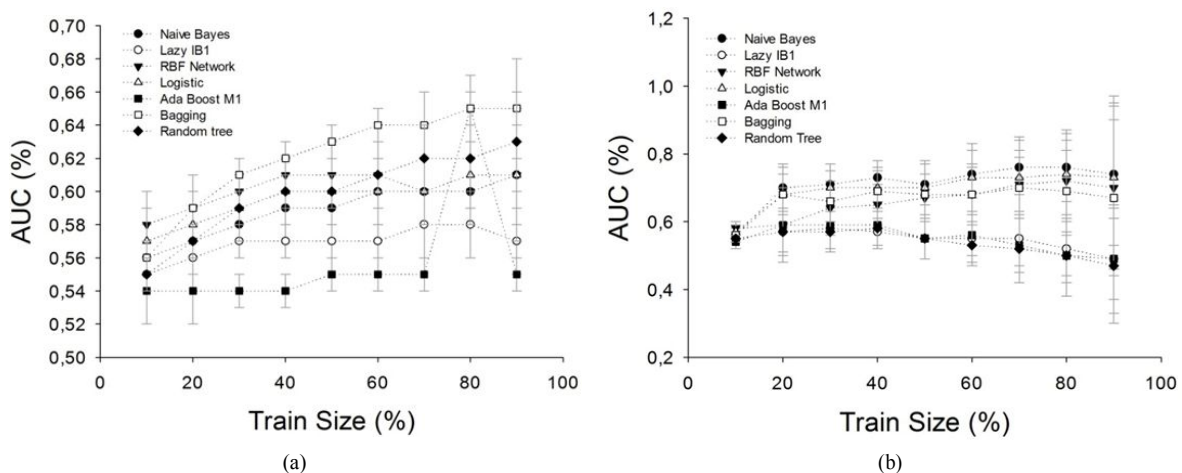 0,70
0,68
0,66
0,64
0,62
0,60
0,58
0,56
0,54
0,52
0,50
AUC (%)
Naive Bayes
Lazy IB1
RBF Network
Logistic
Ada Boost M1
Bagging
Random tree
0 20 40 60 80 100
Train Size (%)
(a)
1,2
1,0
0,8
0,6
0,4
0,2
AUC (%)
Naive Bayes
Lazy IB1
RBF Network
Logistic
Ada Boost M1
Bagging
Random Tree
0 20 40 60 80 100
Train Size (%)
(b)